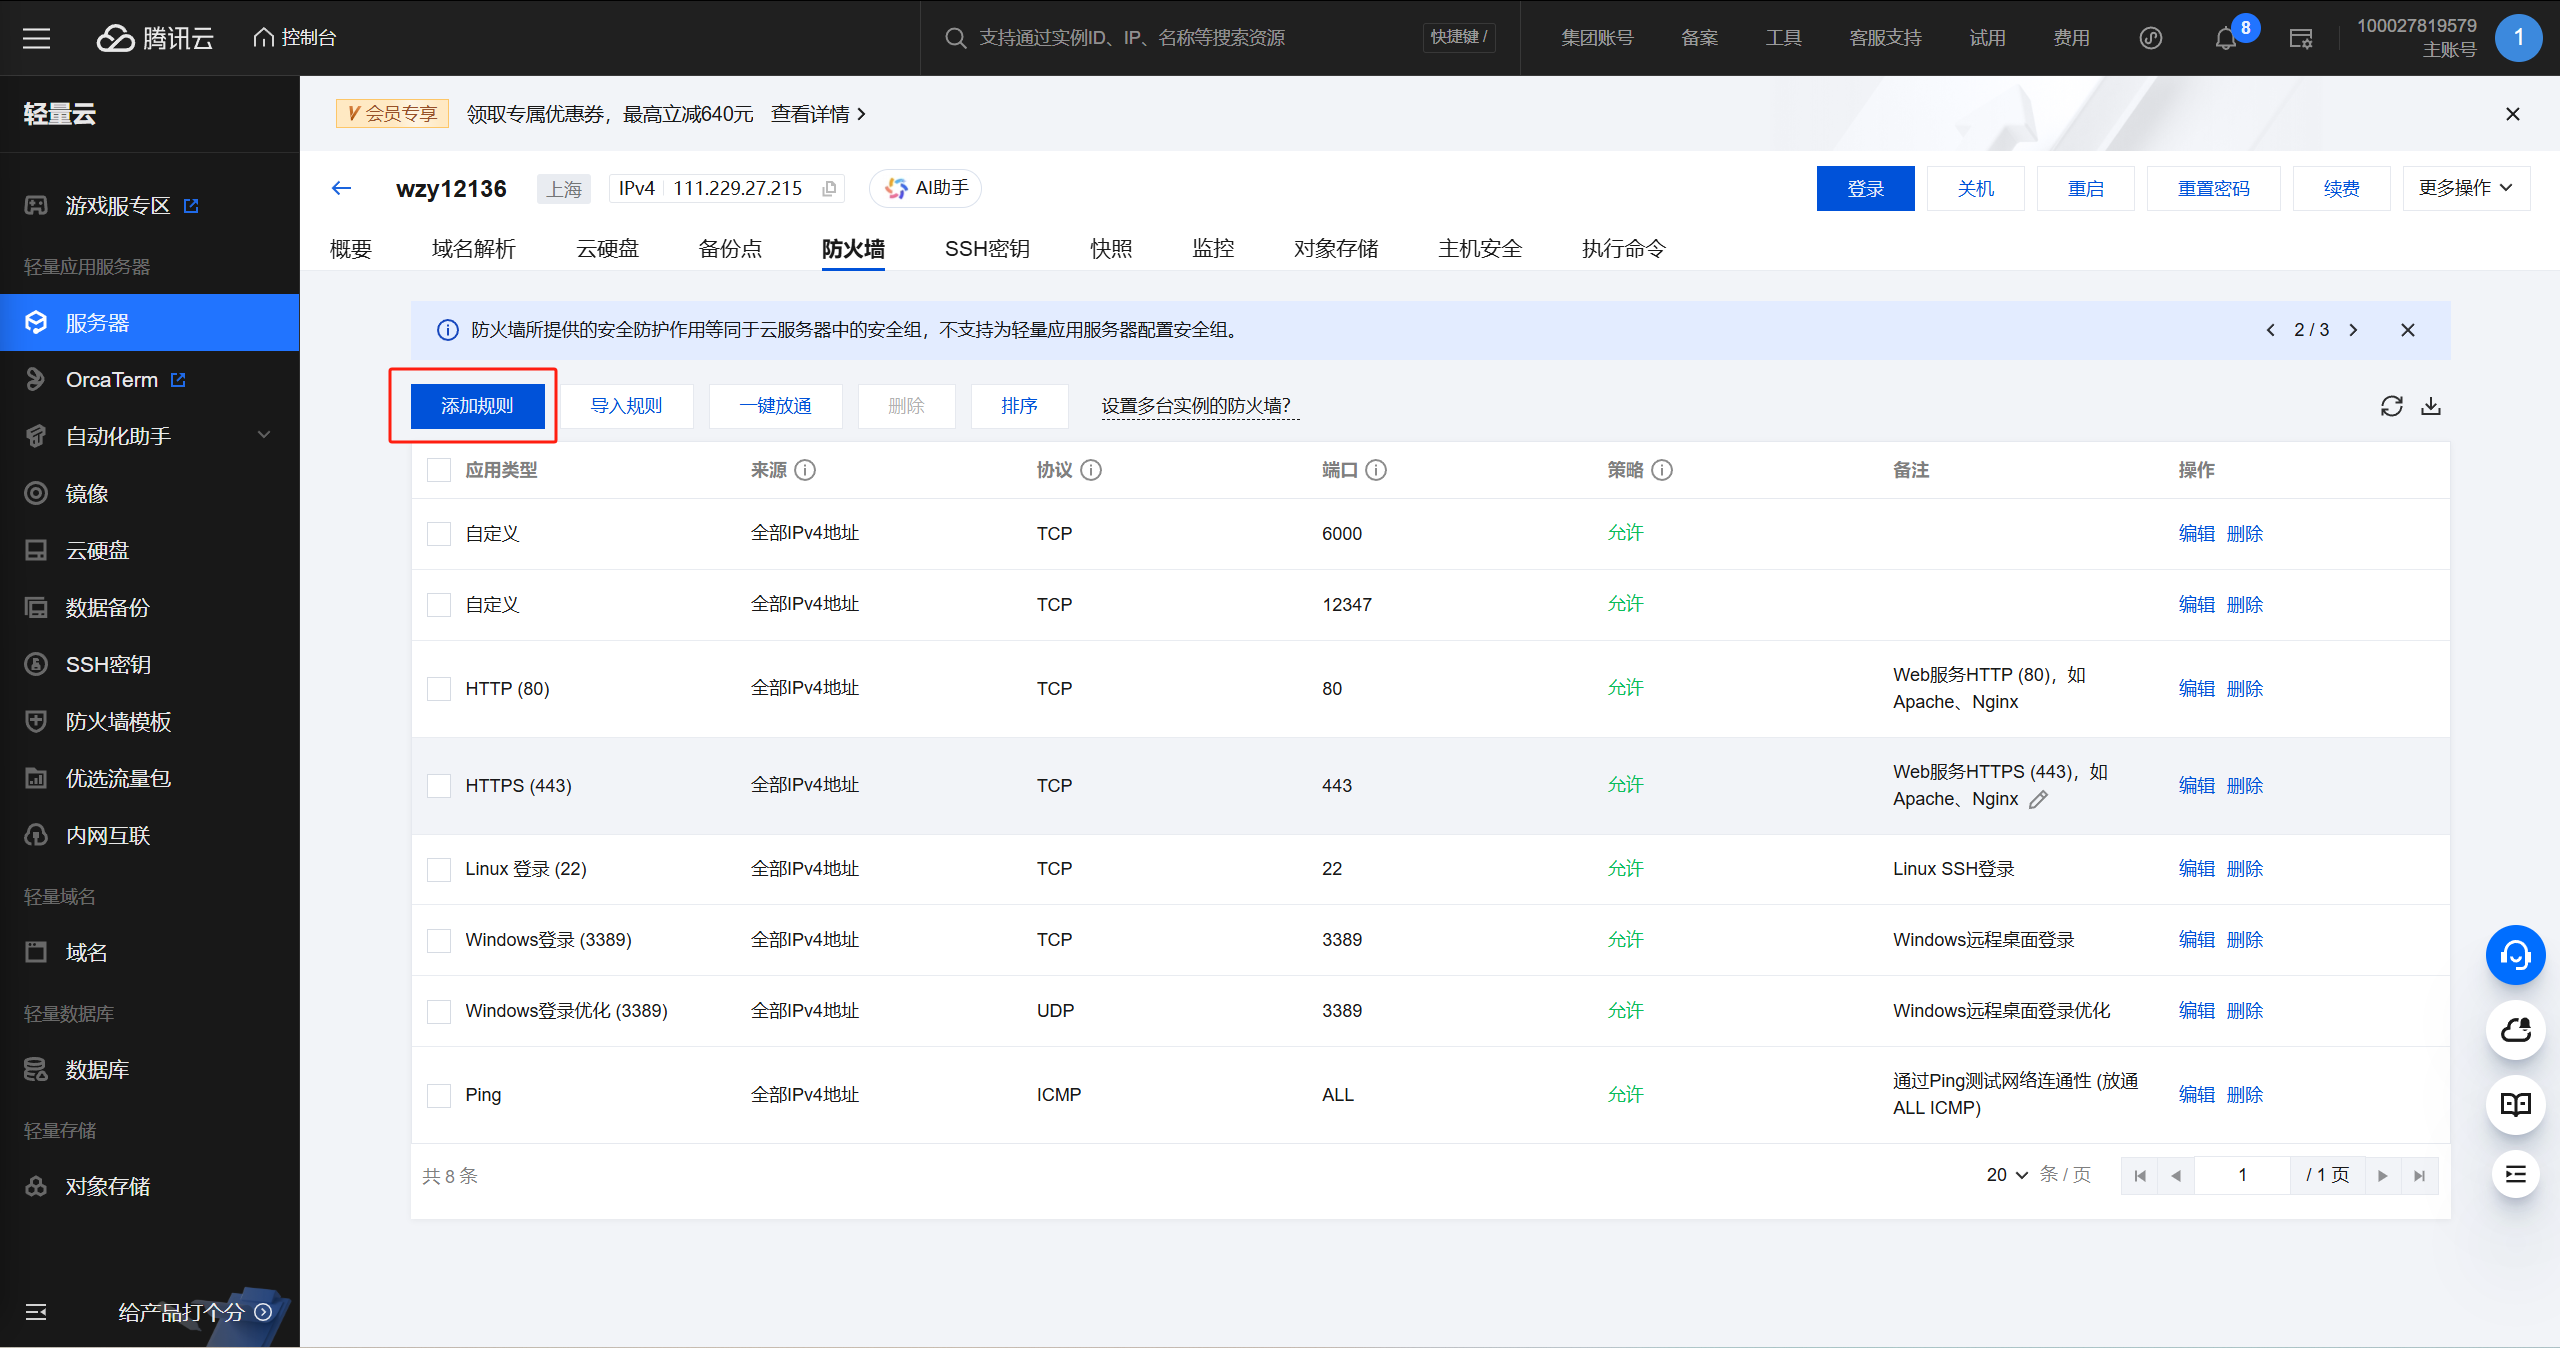 腾讯云 控制台 支持通过实例ID、IP、名称等搜索资源 快捷键 / 集团账号 备案 工具 客服支持 试用 费用 8 100027819579 主账号 1
轻量云
游戏服专区
轻量应用服务器
服务器
OrcaTerm
自动化助手
镜像
云硬盘
数据备份
SSH密钥
防火墙模板
优选流量包
内网互联
轻量域名
域名
轻量数据库
数据库
轻量存储
对象存储
给产品打个分
V 会员专享 领取专属优惠券，最高立减640元 查看详情
wzy12136 上海 IPv4 111.229.27.215 AI助手 登录 关机 重启 重置密码 续费 更多操作
概要 域名解析 云硬盘 备份点 防火墙 SSH密钥 快照 监控 对象存储 主机安全 执行命令
防火墙所提供的安全防护作用等同于云服务器中的安全组，不支持为轻量应用服务器配置安全组。 2 / 3
添加规则 导入规则 一键放通 删除 排序 设置多台实例的防火墙？
应用类型 来源 协议 端口 策略 备注 操作
自定义 全部IPv4地址 TCP 6000 允许 编辑 删除
自定义 全部IPv4地址 TCP 12347 允许 编辑 删除
HTTP (80) 全部IPv4地址 TCP 80 允许 Web服务HTTP (80)，如
Apache、Nginx 编辑 删除
HTTPS (443) 全部IPv4地址 TCP 443 允许 Web服务HTTPS (443)，如
Apache、Nginx 编辑 删除
Linux 登录 (22) 全部IPv4地址 TCP 22 允许 Linux SSH登录 编辑 删除
Windows登录 (3389) 全部IPv4地址 TCP 3389 允许 Windows远程桌面登录 编辑 删除
Windows登录优化 (3389) 全部IPv4地址 UDP 3389 允许 Windows远程桌面登录优化 编辑 删除
Ping 全部IPv4地址 ICMP ALL 允许 通过Ping测试网络连通性 (放通
ALL ICMP) 编辑 删除
共 8 条 20 条 / 页 1 / 1 页